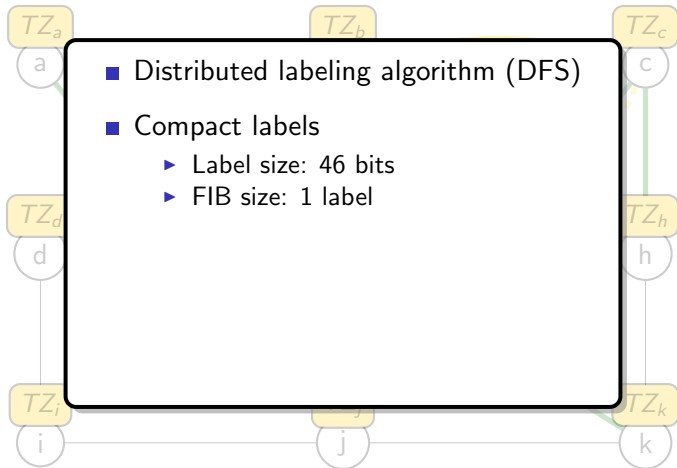 TZa TZb TZc
a c
Distributed labeling algorithm (DFS)
Compact labels
Label size: 46 bits
FIB size: 1 label
TZd TZh
d h
TZi TZk
i j k